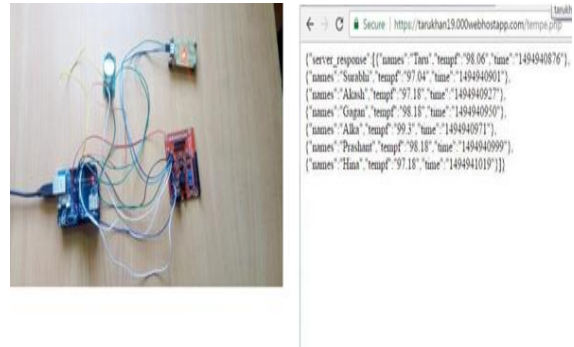 tarukh
Secure | https://tarukhan19.000webhostapp.com/tempe.php
{"server_response":[{"names":"Taru","tempf":"98.06","time":"1494940876"},
{"names":"Surabhi","tempf":"97.04","time":"1494940901"},
{"names":"Akash","tempf":"97.18","time":"1494940927"},
{"names":"Gagan","tempf":"98.18","time":"1494940950"},
{"names":"Alka","tempf":"99.3","time":"1494940971"},
{"names":"Prashant","tempf":"98.18","time":"1494940999"},
{"names":"Hina","tempf":"97.18","time":"1494941019"}]}